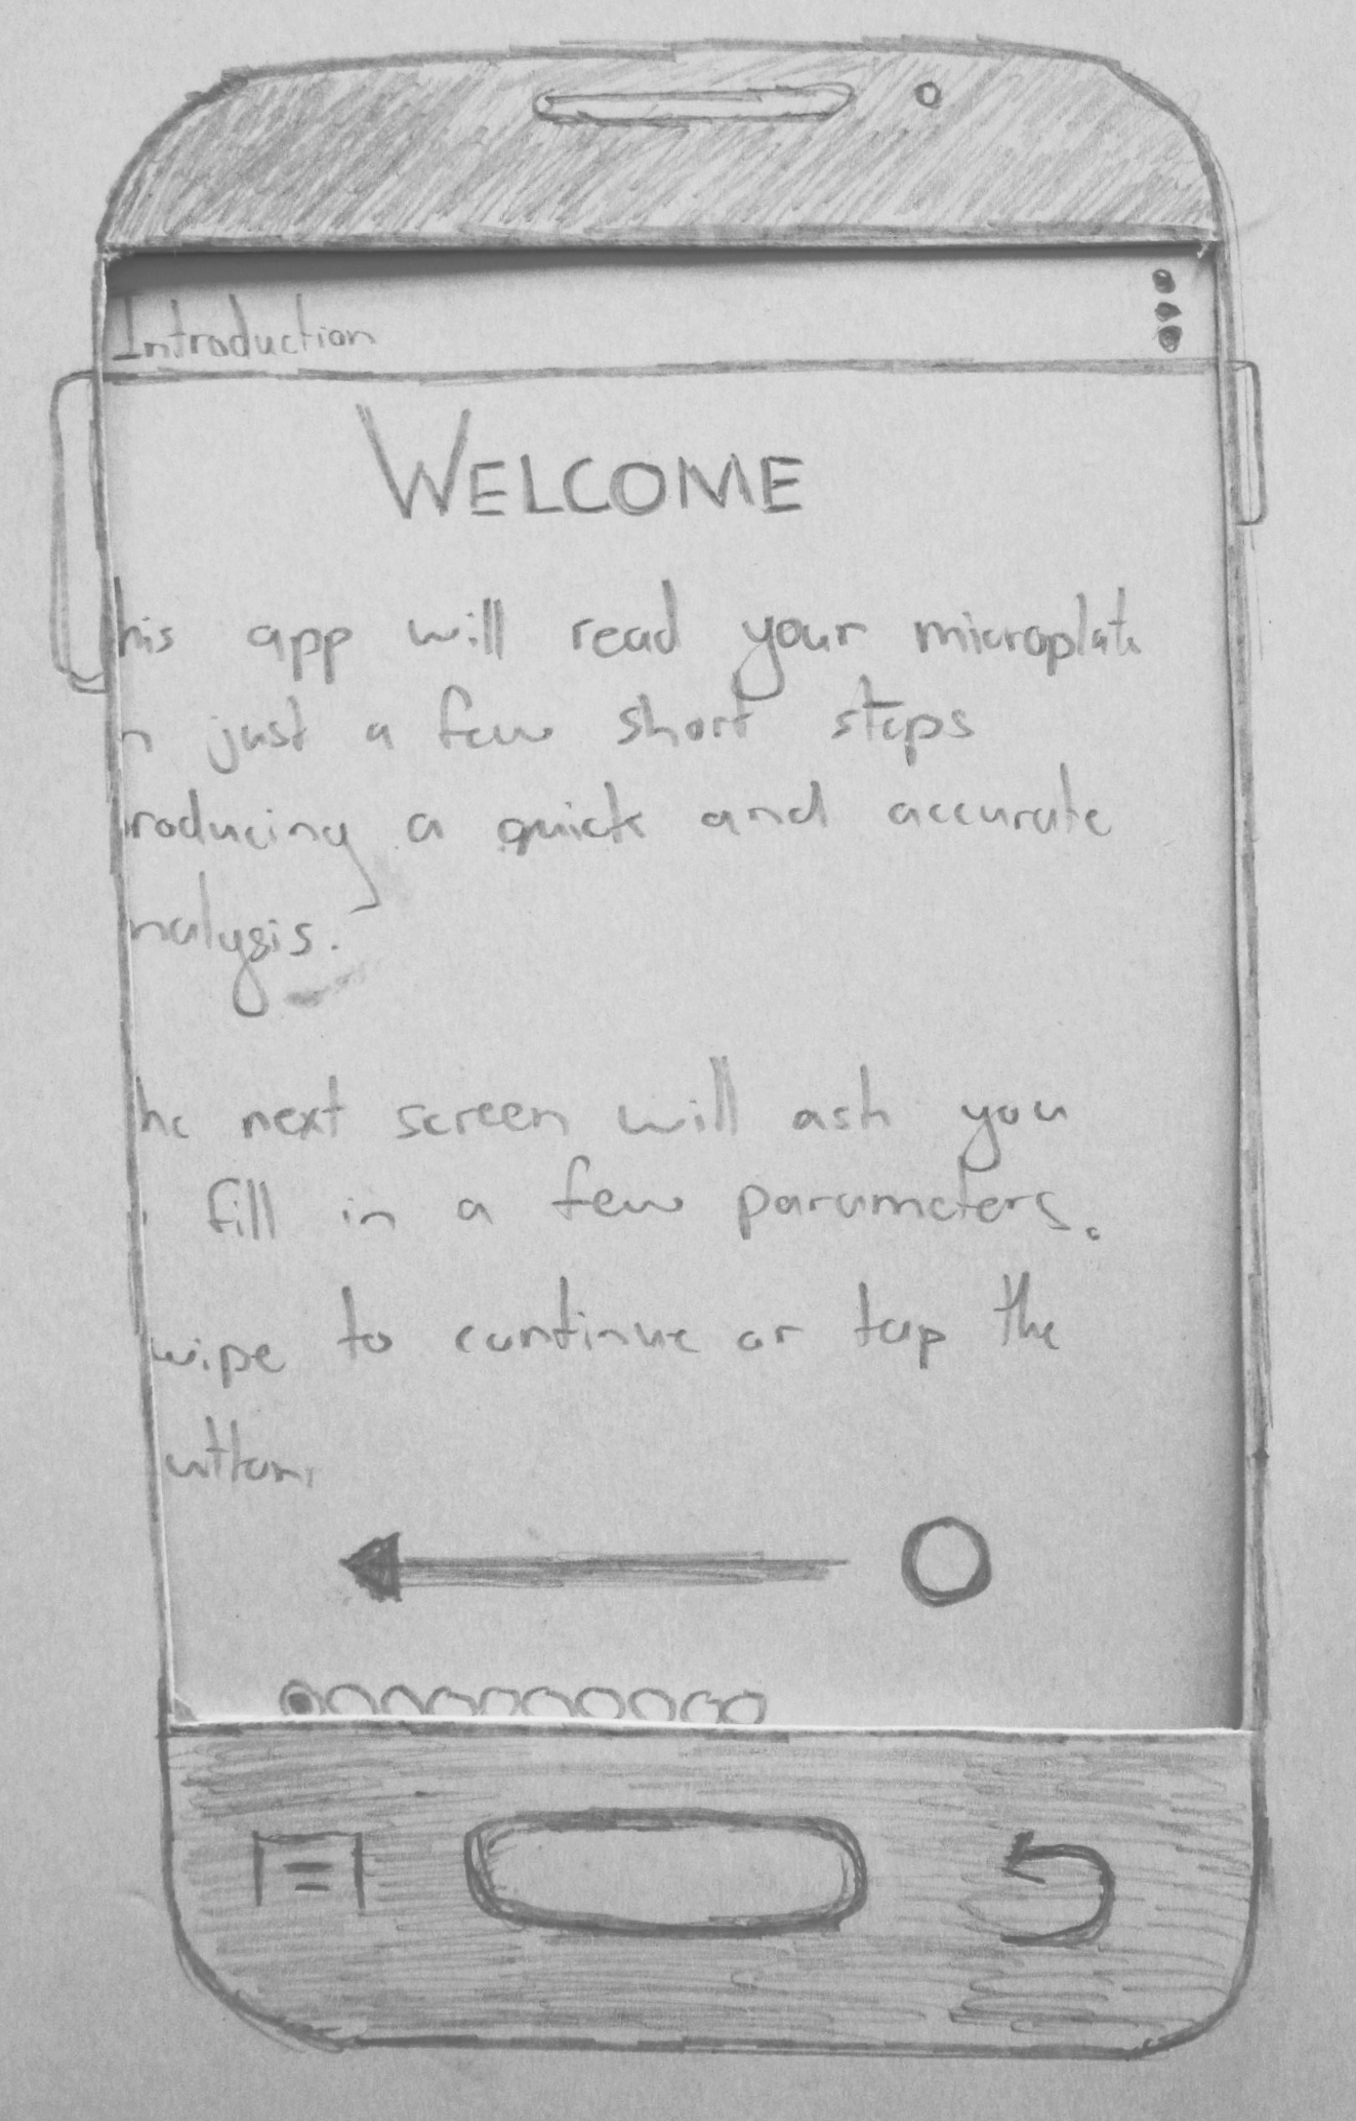 Introduction
WELCOME
his app will read your microplate
n just a few short steps
roducing a quick and accurate
nalysis.
he next screen will ask you
fill in a few parameters.
wipe to continue or tap the
utton.